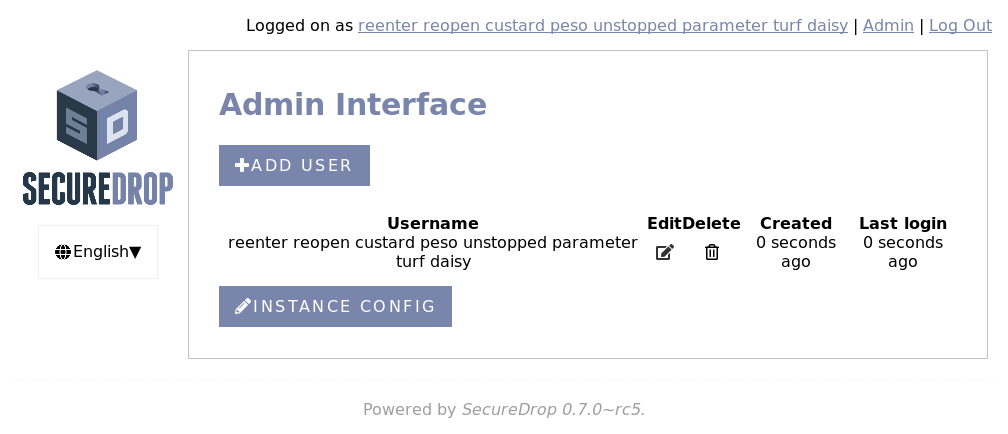 Logged on as reenter reopen custard peso unstopped parameter turf daisy | Admin | Log Out
SD
SECUREDROP
English▼
Admin Interface
ADD USER
Username Edit Delete Created Last login
reenter reopen custard peso unstopped parameter 0 seconds 0 seconds
turf daisy ago ago
INSTANCE CONFIG
Powered by SecureDrop 0.7.0~rc5.